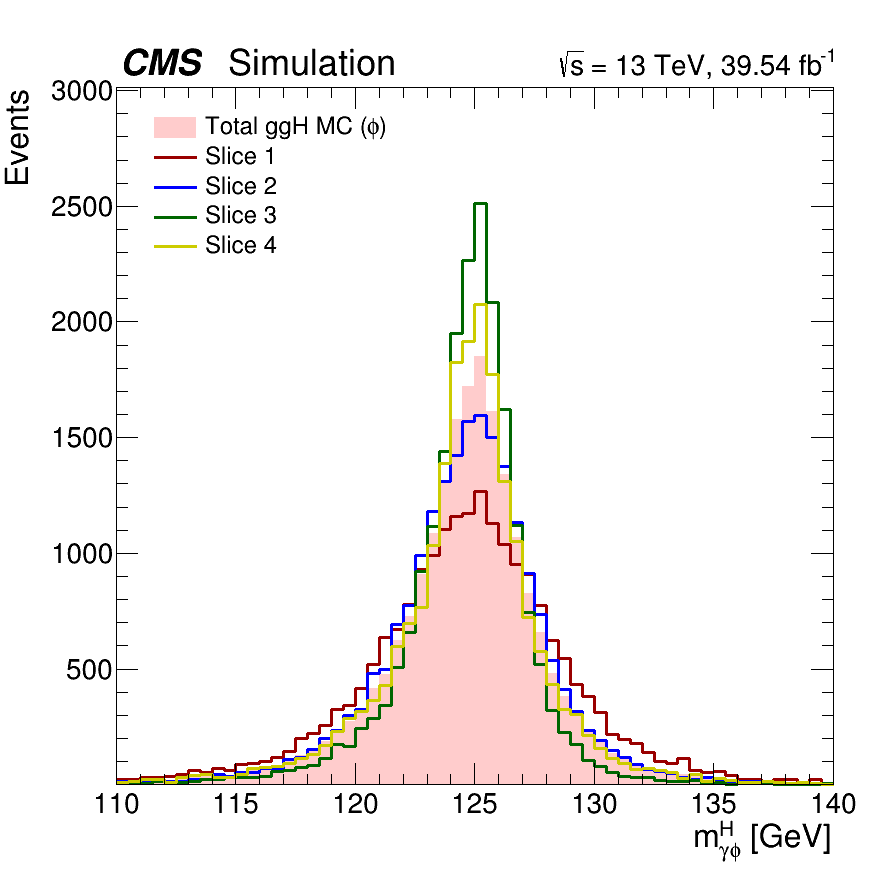 CMS Simulation
√s = 13 TeV, 39.54 fb⁻¹
Events
3000
2500
2000
1500
1000
500
Total ggH MC (ϕ)
Slice 1
Slice 2
Slice 3
Slice 4
110 115 120 125 130 135 140
m^H_γϕ [GeV]